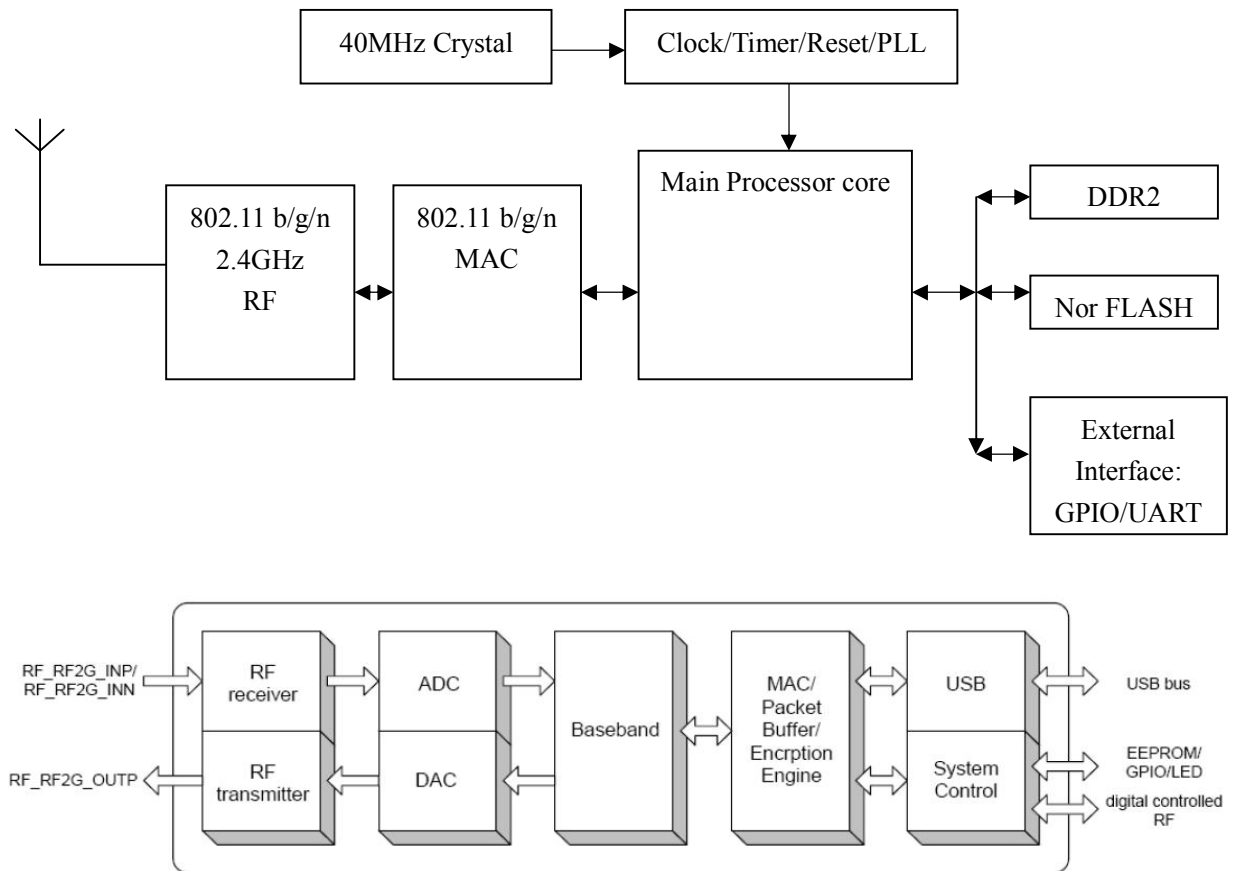 40MHz Crystal
Clock/Timer/Reset/PLL
802.11 b/g/n
2.4GHz
RF
802.11 b/g/n
MAC
Main Processor core
DDR2
Nor FLASH
External
Interface:
GPIO/UART
RF_RF2G_INP/
RF_RF2G_INN
RF
receiver
ADC
Baseband
MAC/
Packet
Buffer/
Encrption
Engine
USB
USB bus
RF_RF2G_OUTP
RF
transmitter
DAC
System
Control
EEPROM/
GPIO/LED
digital controlled
RF